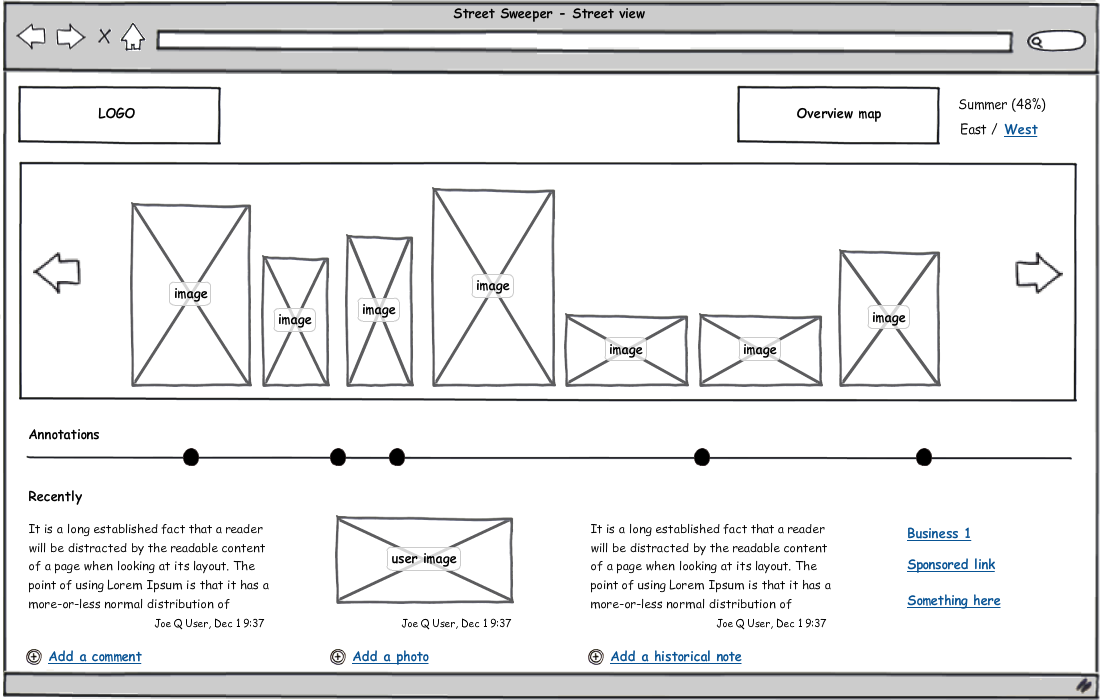 Street Sweeper - Street view
LOGO
Overview map
Summer (48%)
East / West
image
image
image
image
image
image
image
Annotations
Recently
It is a long established fact that a reader
will be distracted by the readable content
of a page when looking at its layout. The
point of using Lorem Ipsum is that it has a
more-or-less normal distribution of
Joe Q User, Dec 1 9:37
Add a comment
user image
Joe Q User, Dec 1 9:37
Add a photo
It is a long established fact that a reader
will be distracted by the readable content
of a page when looking at its layout. The
point of using Lorem Ipsum is that it has a
more-or-less normal distribution of
Joe Q User, Dec 1 9:37
Add a historical note
Business 1
Sponsored link
Something here